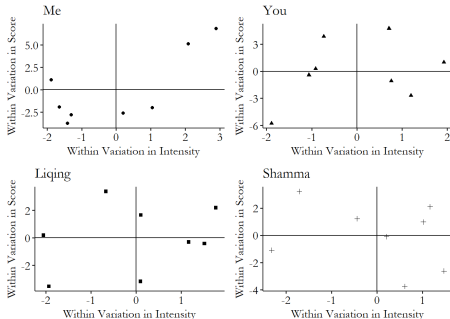 Me
Within Variation in Score
5.0
2.5
0.0
-2.5
-2 -1 0 1 2 3
Within Variation in Intensity
You
Within Variation in Score
3
0
-3
-6
-2 -1 0 1 2
Within Variation in Intensity
Liqing
Within Variation in Score
2
0
-2
-2 -1 0 1
Within Variation in Intensity
Shamma
Within Variation in Score
2
0
-2
-4
-2 -1 0 1
Within Variation in Intensity